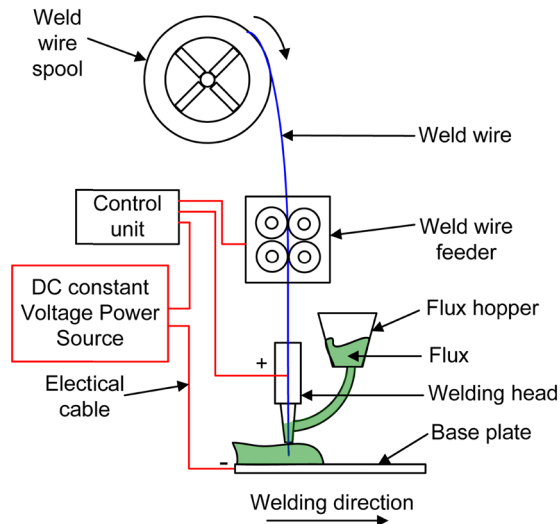 Weld
wire
spool
Weld wire
Control
unit
Weld wire
feeder
DC constant
Voltage Power
Source
Flux hopper
Flux
+
Electical
cable
Welding head
Base plate
-
Welding direction